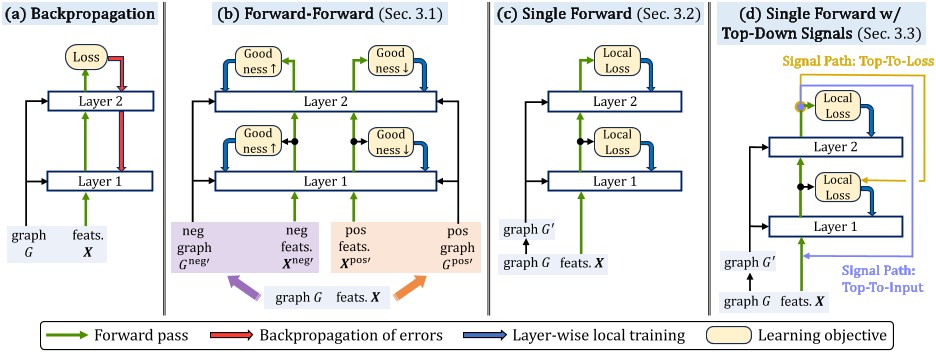 (a) Backpropagation
Loss
Layer 2
Layer 1
graph
G
feats.
X
(b) Forward-Forward (Sec. 3.1)
Good
ness↑
Good
ness↓
Layer 2
Good
ness↑
Good
ness↓
Layer 1
neg
graph
G^neg′
neg
feats.
X^neg′
pos
feats.
X^pos′
pos
graph
G^pos′
graph G feats. X
(c) Single Forward (Sec. 3.2)
Local
Loss
Layer 2
Local
Loss
Layer 1
graph G′
graph G feats. X
(d) Single Forward w/
Top-Down Signals (Sec. 3.3)
Signal Path: Top-To-Loss
Local
Loss
Layer 2
Local
Loss
Layer 1
graph G′
Signal Path:
Top-To-Input
graph G feats. X
Forward pass
Backpropagation of errors
Layer-wise local training
Learning objective